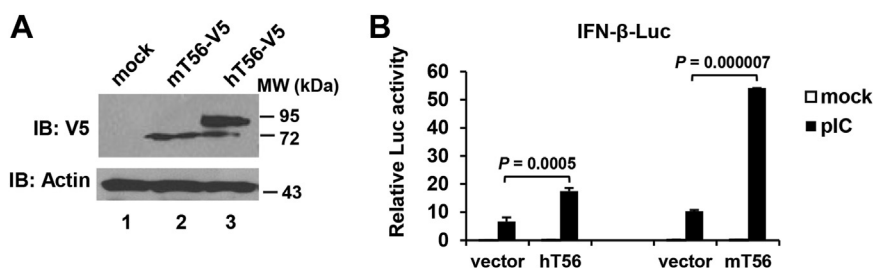 A
mock
mT56-V5
hT56-V5
MW (kDa)
IB: V5
95
72
IB: Actin
43
1 2 3
B
IFN-β-Luc
Relative Luc activity
60
50
40
30
20
10
0
P = 0.0005
P = 0.000007
mock
pIC
vector hT56 vector mT56